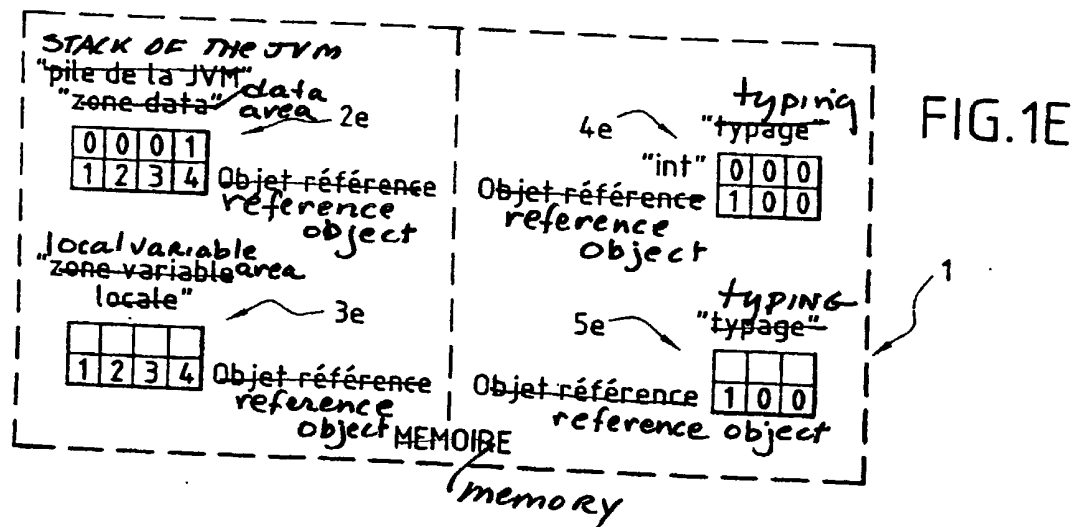 STACK OF THE JVM
"pile de la JVM"
"zone data" data
area
2e
0 0 0 1
1 2 3 4 Objet référence
reference
object
local variable
"zone variable area
locale"
3e
1 2 3 4 Objet référence
reference
object
typing
4e "typage"
"int" 0 0 0
Objet référence 1 0 0
reference
object
TYPING
5e "typage"
Objet référence 1 0 0
reference object
MEMOIRE
memory
1
FIG.1E